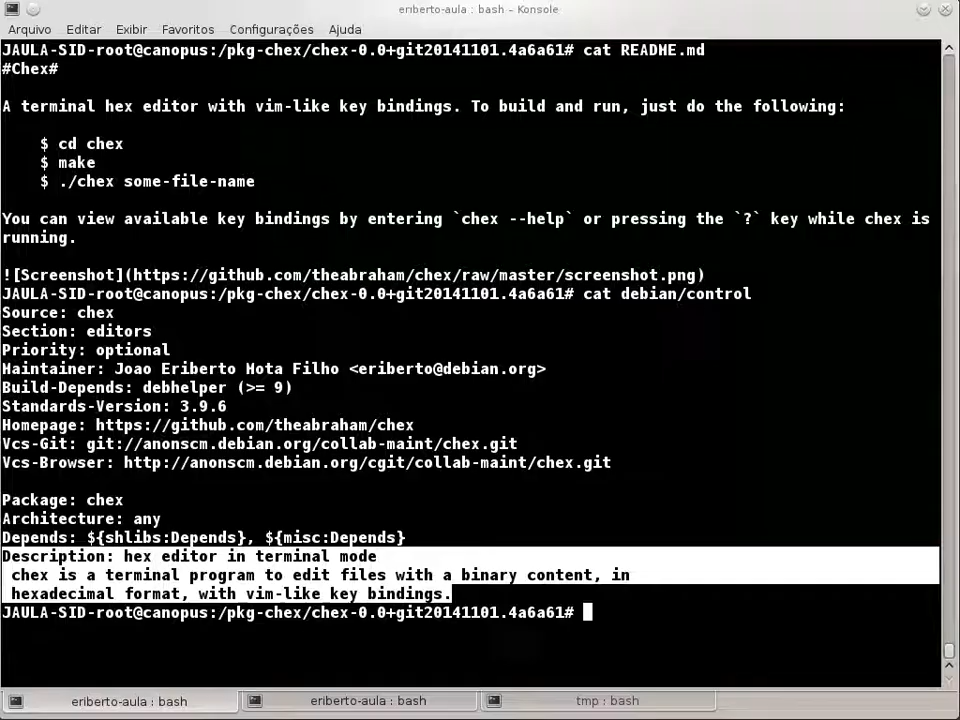 eriberto-aula : bash – Konsole
Arquivo Editar Exibir Favoritos Configurações Ajuda
JAULA-SID-root@canopus:/pkg-chex/chex-0.0+git20141101.4a6a61# cat README.md
#Chex#
A terminal hex editor with vim-like key bindings. To build and run, just do the following:
$ cd chex
$ make
$ ./chex some-file-name
You can view available key bindings by entering `chex --help` or pressing the `?` key while chex is
running.
![Screenshot](https://github.com/theabraham/chex/raw/master/screenshot.png)
JAULA-SID-root@canopus:/pkg-chex/chex-0.0+git20141101.4a6a61# cat debian/control
Source: chex
Section: editors
Priority: optional
Maintainer: Joao Eriberto Mota Filho <eriberto@debian.org>
Build-Depends: debhelper (>= 9)
Standards-Version: 3.9.6
Homepage: https://github.com/theabraham/chex
Vcs-Git: git://anonscm.debian.org/collab-maint/chex.git
Vcs-Browser: http://anonscm.debian.org/cgit/collab-maint/chex.git
Package: chex
Architecture: any
Depends: ${shlibs:Depends}, ${misc:Depends}
Description: hex editor in terminal mode
chex is a terminal program to edit files with a binary content, in
hexadecimal format, with vim-like key bindings.
JAULA-SID-root@canopus:/pkg-chex/chex-0.0+git20141101.4a6a61#
eriberto-aula : bash eriberto-aula : bash tmp : bash